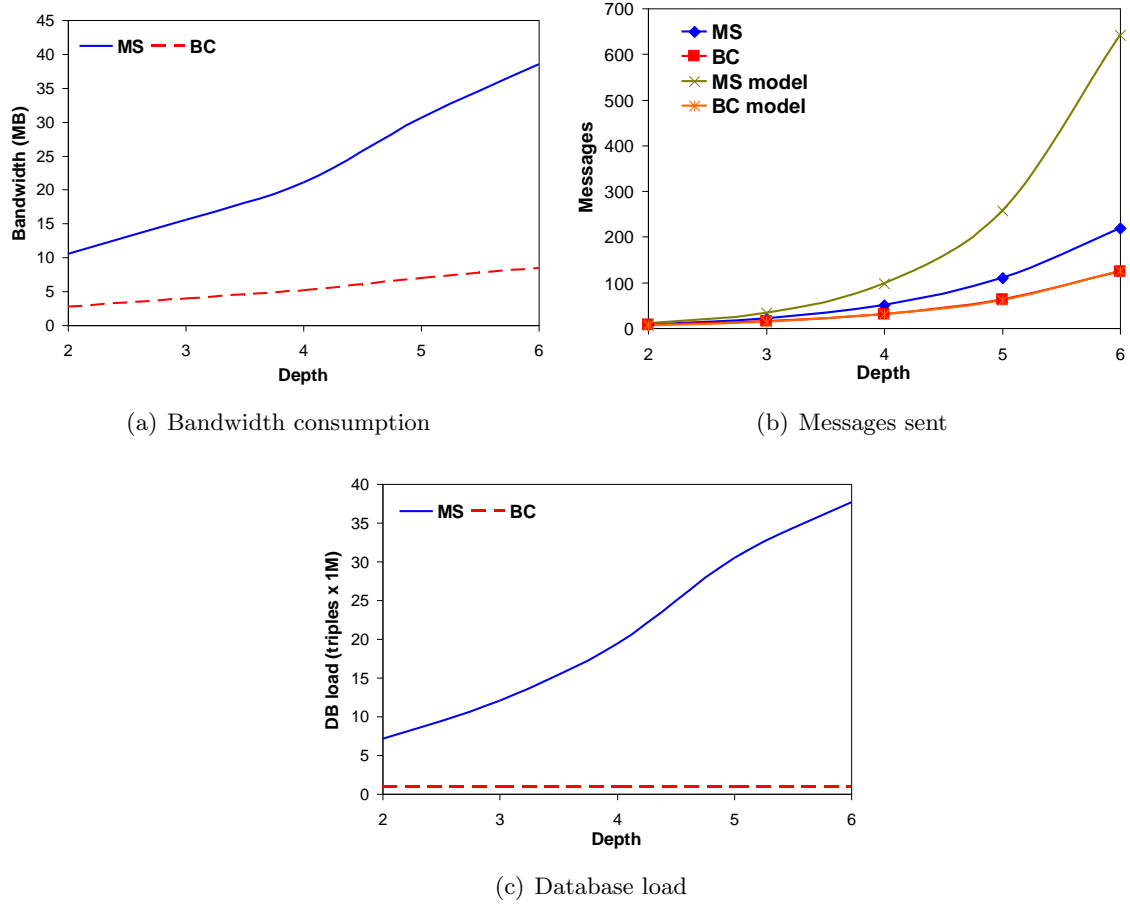 45
40
35
30
25
20
15
10
5
0
Bandwidth (MB)
MS BC
2 3 4 5 6
Depth
(a) Bandwidth consumption
700
600
500
400
300
200
100
0
Messages
MS
BC
MS model
BC model
2 3 4 5 6
Depth
(b) Messages sent
40
35
30
25
20
15
10
5
0
DB load (triples x 1M)
MS BC
2 3 4 5 6
Depth
(c) Database load